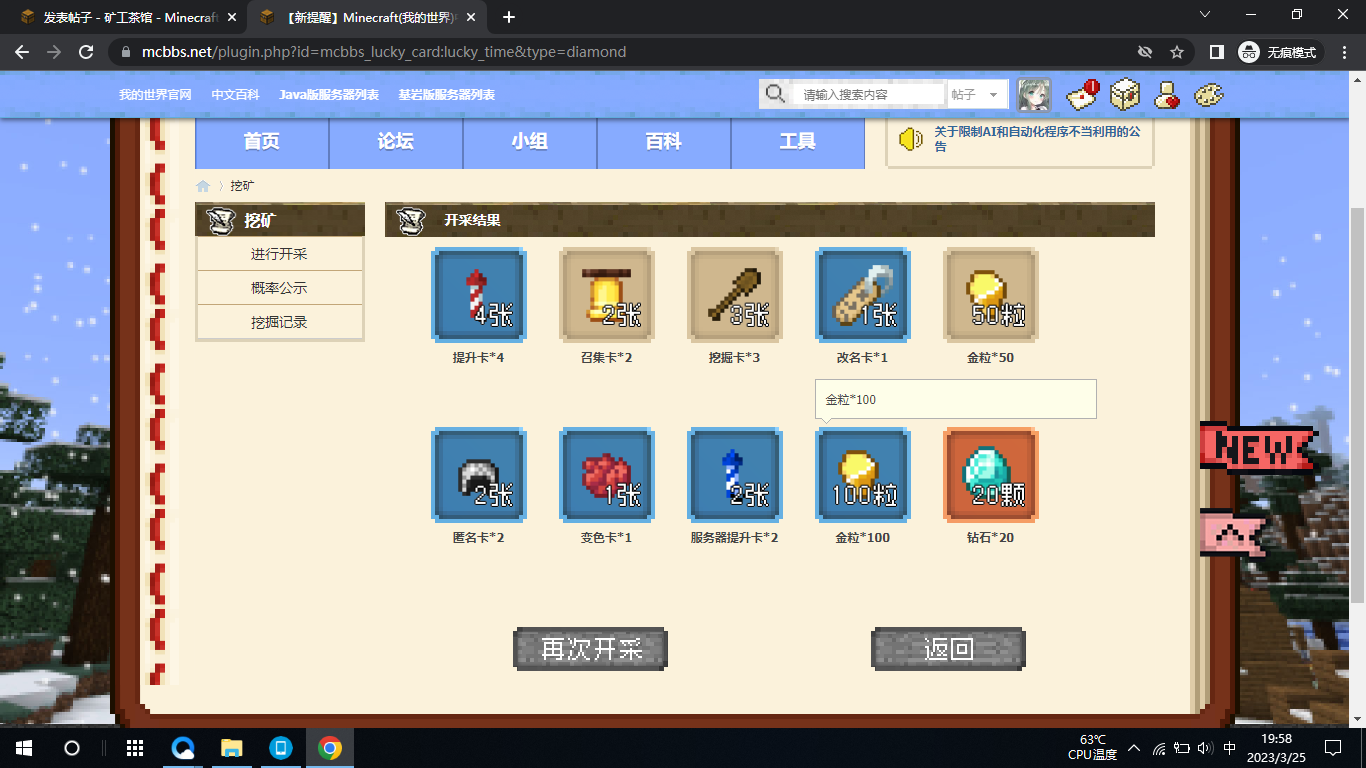 发表帖子 - 矿工茶馆 - Minecraft
【新提醒】Minecraft(我的世界)
mcbbs.net/plugin.php?id=mcbbs_lucky_card:lucky_time&type=diamond
无痕模式
我的世界官网 中文百科 Java版服务器列表 基岩版服务器列表
请输入搜索内容 帖子
首页 论坛 小组 百科 工具
关于限制AI和自动化程序不当利用的公
告
挖矿
挖矿
进行开采
概率公示
挖掘记录
开采结果
4张 2张 3张 1张 50粒
提升卡*4 召集卡*2 挖掘卡*3 改名卡*1 金粒*50
金粒*100
2张 1张 2张 100粒 20颗
匿名卡*2 变色卡*1 服务器提升卡*2 金粒*100 钻石*20
NEW
再次开采 返回
63℃
CPU温度
中
19:58
2023/3/25